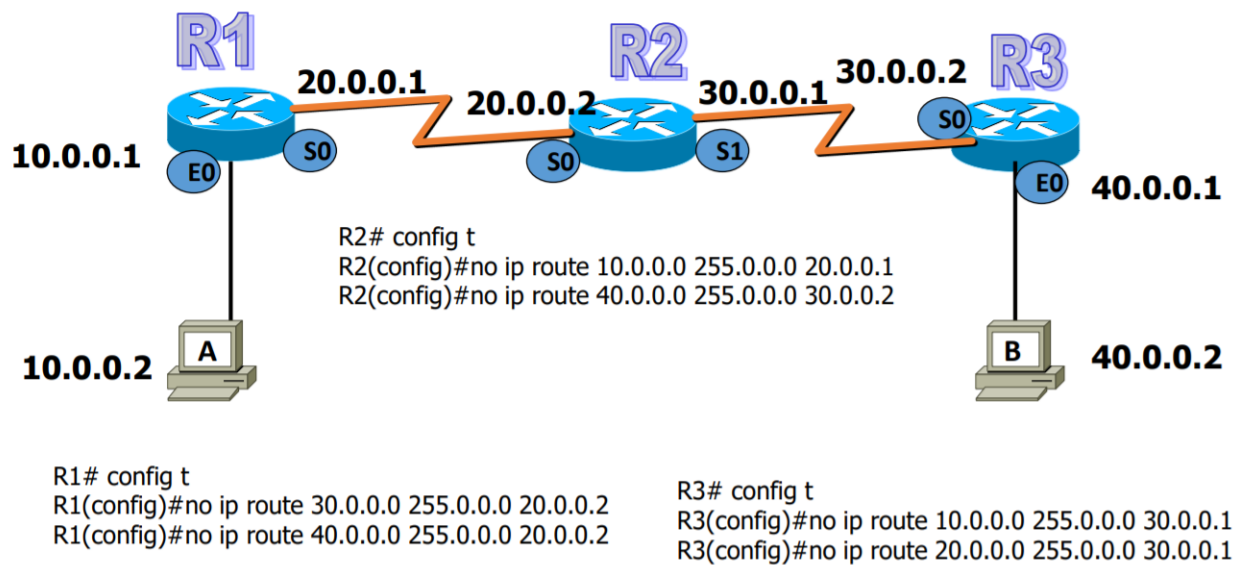 R1
R2
R3
20.0.0.1
20.0.0.2
30.0.0.1
30.0.0.2
10.0.0.1
E0
S0
S0
S1
S0
E0
40.0.0.1
R2# config t
R2(config)#no ip route 10.0.0.0 255.0.0.0 20.0.0.1
R2(config)#no ip route 40.0.0.0 255.0.0.0 30.0.0.2
10.0.0.2
A
B
40.0.0.2
R1# config t
R1(config)#no ip route 30.0.0.0 255.0.0.0 20.0.0.2
R1(config)#no ip route 40.0.0.0 255.0.0.0 20.0.0.2
R3# config t
R3(config)#no ip route 10.0.0.0 255.0.0.0 30.0.0.1
R3(config)#no ip route 20.0.0.0 255.0.0.0 30.0.0.1